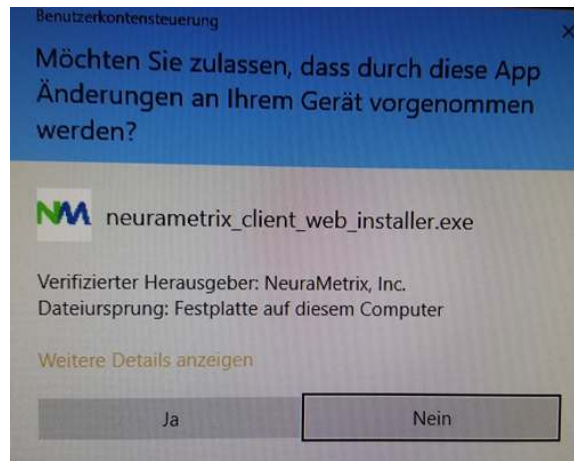 Benutzerkontensteuerung
Möchten Sie zulassen, dass durch diese App
Änderungen an Ihrem Gerät vorgenommen
werden?
NM neurametrix_client_web_installer.exe
Verifizierter Herausgeber: NeuraMetrix, Inc.
Dateiursprung: Festplatte auf diesem Computer
Weitere Details anzeigen
Ja Nein